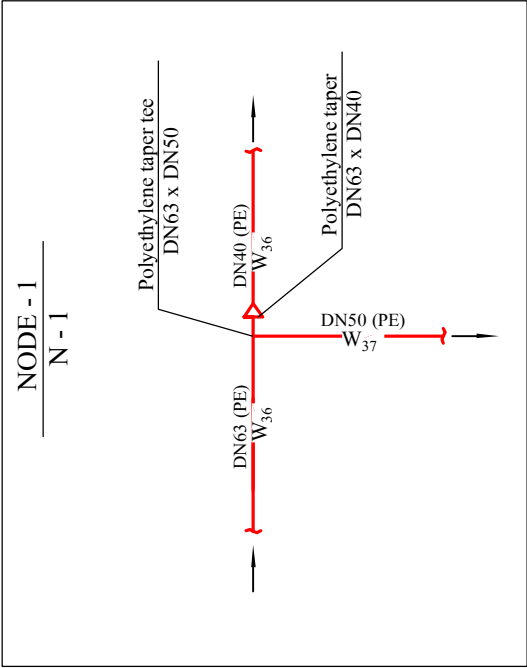 NODE - 1
N - 1
Polyethylene taper tee
DN63 x DN50
Polyethylene taper
DN63 x DN40
DN63 (PE)
W36
DN40 (PE)
W36
DN50 (PE)
W37